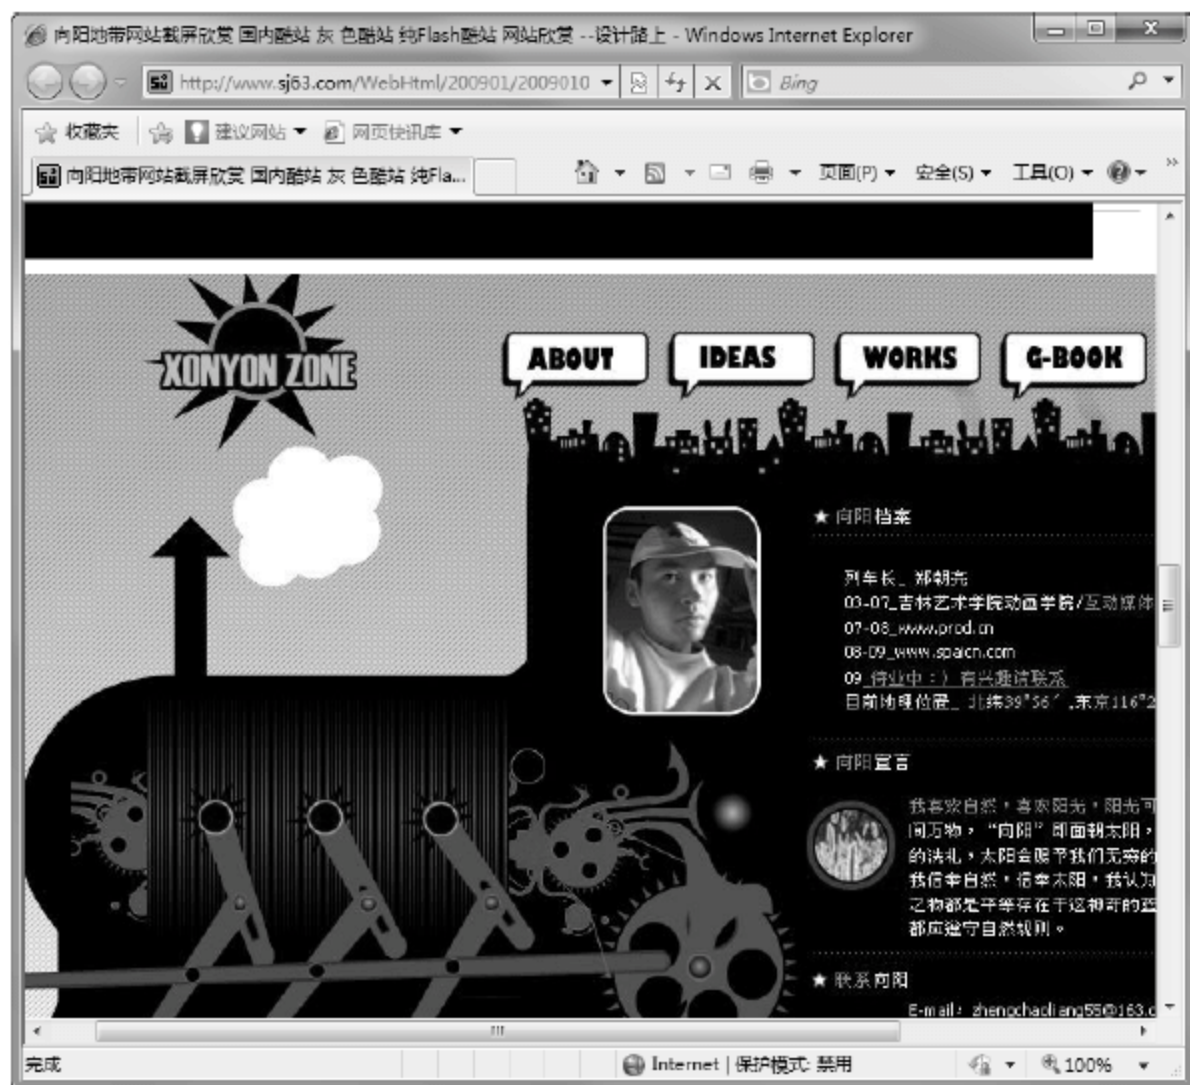 向阳地带网站截屏欣赏 国内酷站 灰 色酷站 纯Flash酷站 网站欣赏 --设计路上 - Windows Internet Explorer
http://www.sj63.com/WebHtml/200901/2009010
Bing
收藏夹
建议网站
网页快讯库
向阳地带网站截屏欣赏 国内酷站 灰 色酷站 纯Fla...
页面(P)
安全(S)
工具(O)
XONYON ZONE
ABOUT
IDEAS
WORKS
G-BOOK
★ 向阳档案
列车长_ 郑朝亮
03-07_吉林艺术学院动画学院/互动媒体
07-08_www.prod.cn
08-09_www.spaicn.com
09_待业中：） 有兴趣请联系
目前地理位置_ 北纬39°56′ ,东京116°2
★ 向阳宣言
我喜欢自然，喜欢阳光，阳光可
间万物，“向阳”即面朝太阳，
的洗礼，太阳会赐予我们无穷的
我信奉自然，信奉太阳，我认为
之物都是平等存在于这神奇的蓝
都应遵守自然规则。
★ 联系向阳
E-mail: zhengchaoliang55@163.c
完成
Internet | 保护模式: 禁用
100%